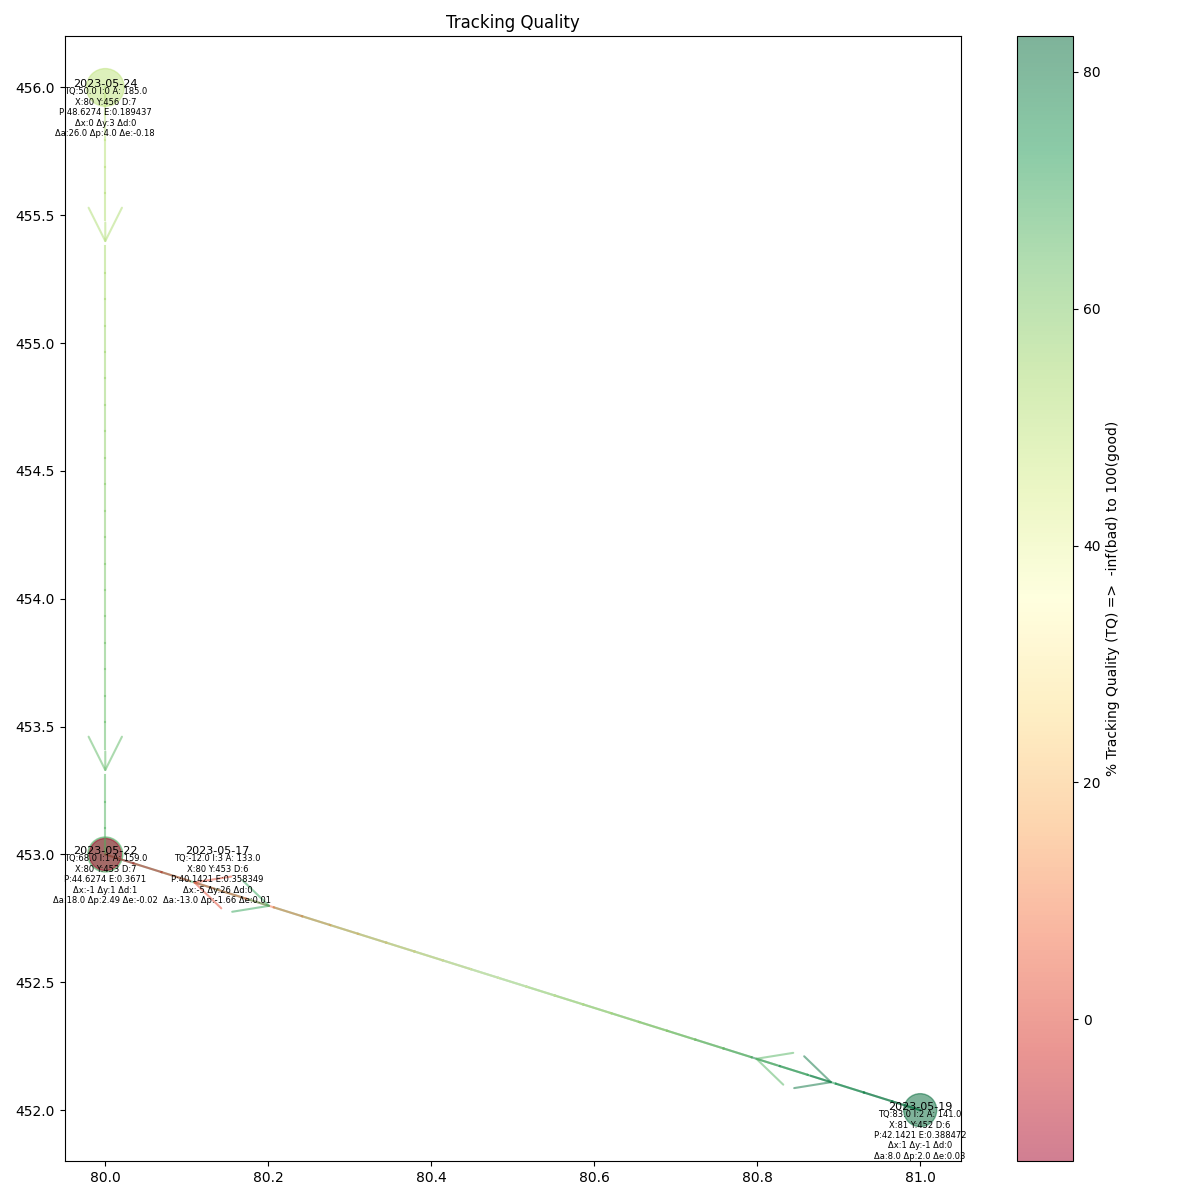 Tracking Quality
456.0
455.5
455.0
454.5
454.0
453.5
453.0
452.5
452.0
80.0
80.2
80.4
80.6
80.8
81.0
2023-05-24
TQ:50.0 I:0 A: 185.0
X:80 Y:456 D:7
P:48.6274 E:0.189437
Δx:0 Δy:3 Δd:0
Δa:26.0 Δp:4.0 Δe:-0.18
2023-05-22
TQ:68.0 I:1 A: 159.0
X:80 Y:453 D:7
P:44.6274 E:0.3671
Δx:-1 Δy:1 Δd:1
Δa:18.0 Δp:2.49 Δe:-0.02
2023-05-17
TQ:-12.0 I:3 A: 133.0
X:80 Y:453 D:6
P:40.1421 E:0.358349
Δx:-5 Δy:26 Δd:0
Δa:-13.0 Δp:-1.66 Δe:0.01
2023-05-19
TQ:83.0 I:2 A: 141.0
X:81 Y:452 D:6
P:42.1421 E:0.388472
Δx:1 Δy:-1 Δd:0
Δa:8.0 Δp:2.0 Δe:0.03
80
60
40
20
0
% Tracking Quality (TQ) => -inf(bad) to 100(good)